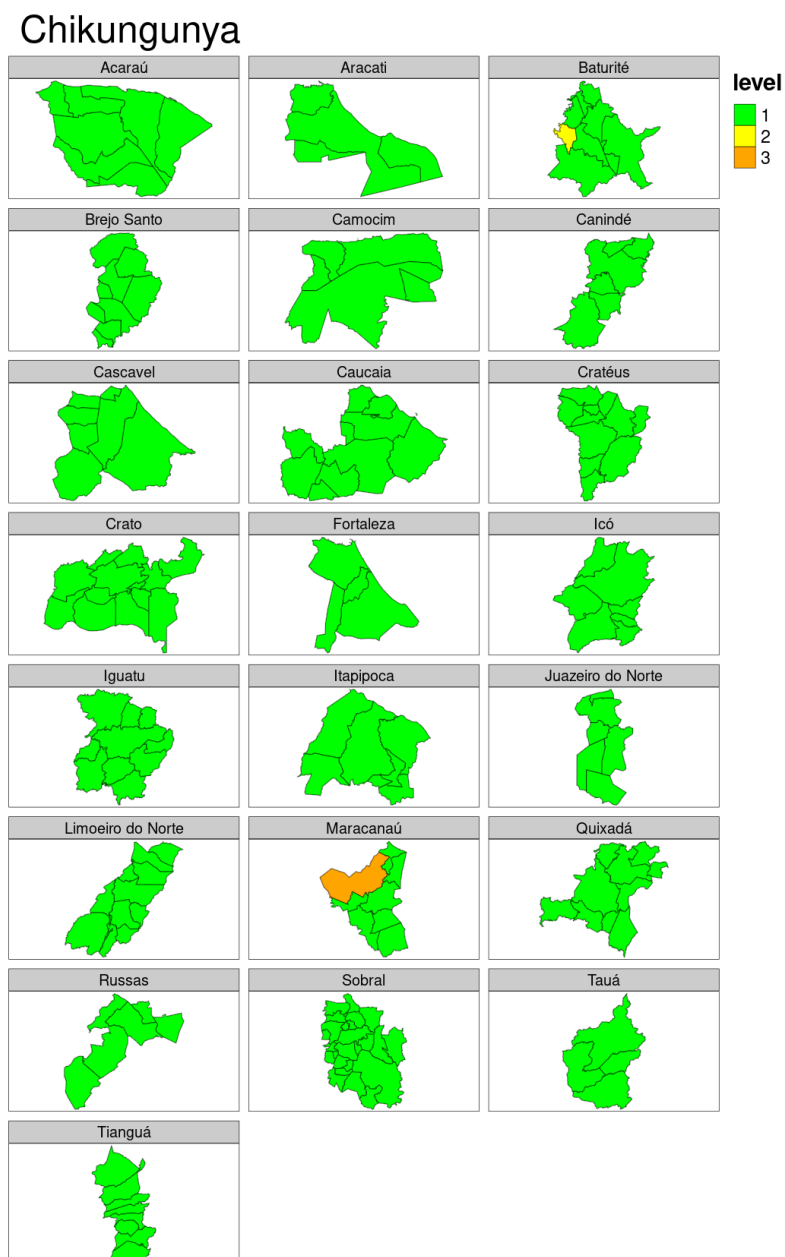 Chikungunya
Acaraú
Aracati
Baturité
level
1
2
3
Brejo Santo
Camocim
Canindé
Cascavel
Caucaia
Cratéus
Crato
Fortaleza
Icó
Iguatu
Itapipoca
Juazeiro do Norte
Limoeiro do Norte
Maracanaú
Quixadá
Russas
Sobral
Tauá
Tianguá